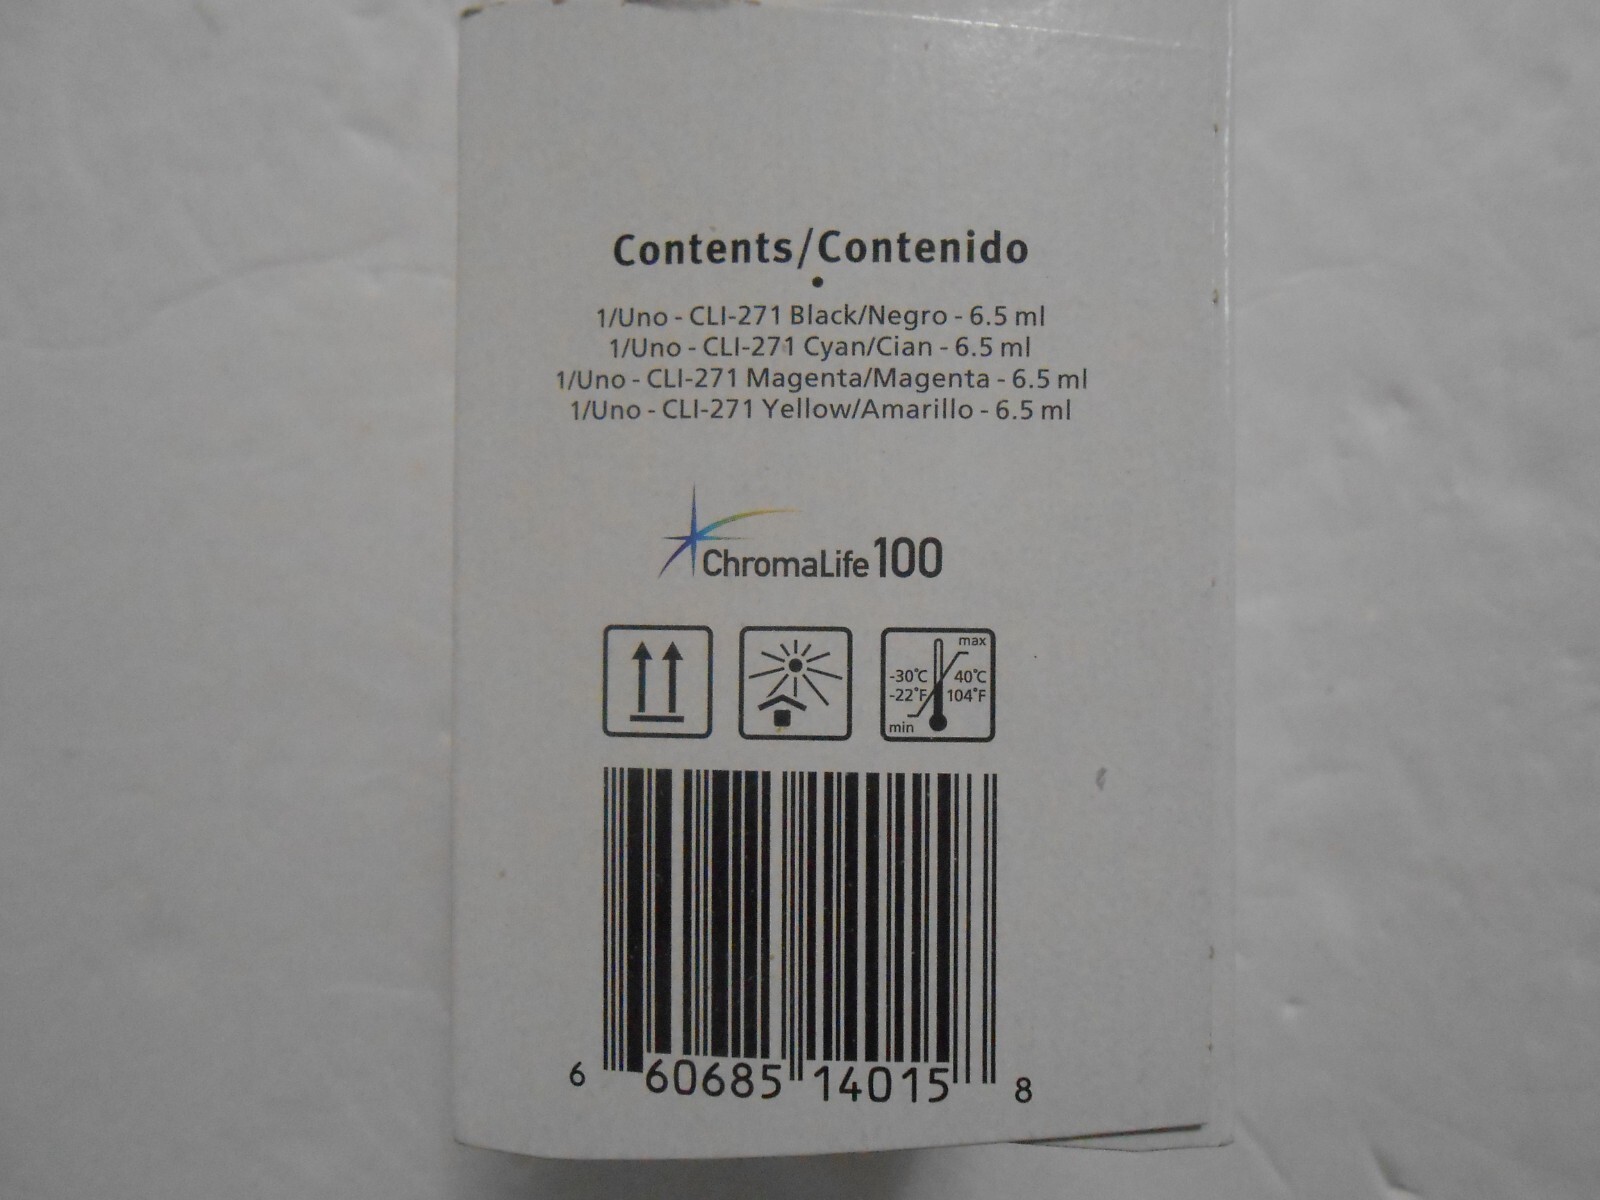 Contents/Contenido
•
1/Uno - CLI-271 Black/Negro - 6.5 ml
1/Uno - CLI-271 Cyan/Cian - 6.5 ml
1/Uno - CLI-271 Magenta/Magenta - 6.5 ml
1/Uno - CLI-271 Yellow/Amarillo - 6.5 ml
ChromaLife100
max
-30°C 40°C
-22°F 104°F
min
6 60685 14015 8